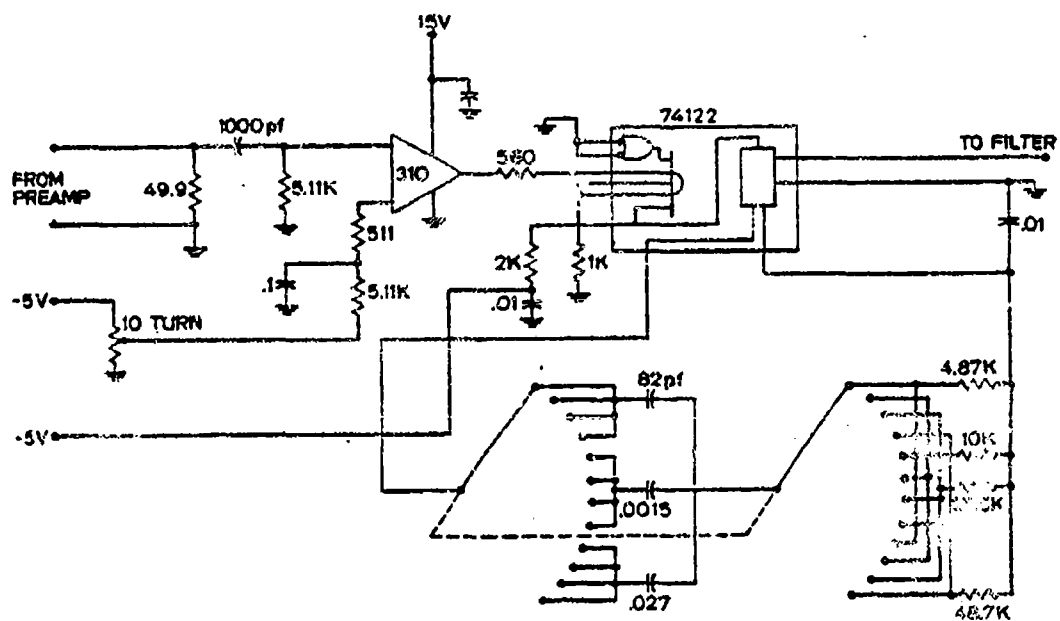 15V
74122
1000pf
TO FILTER
310
560
FROM
PREAMP
49.9
5.11K
511
.01
2K
1K
.1
5.11K
.01
-5V
10 TURN
4.87K
82pf
-5V
10K
.0015
.027
48.7K